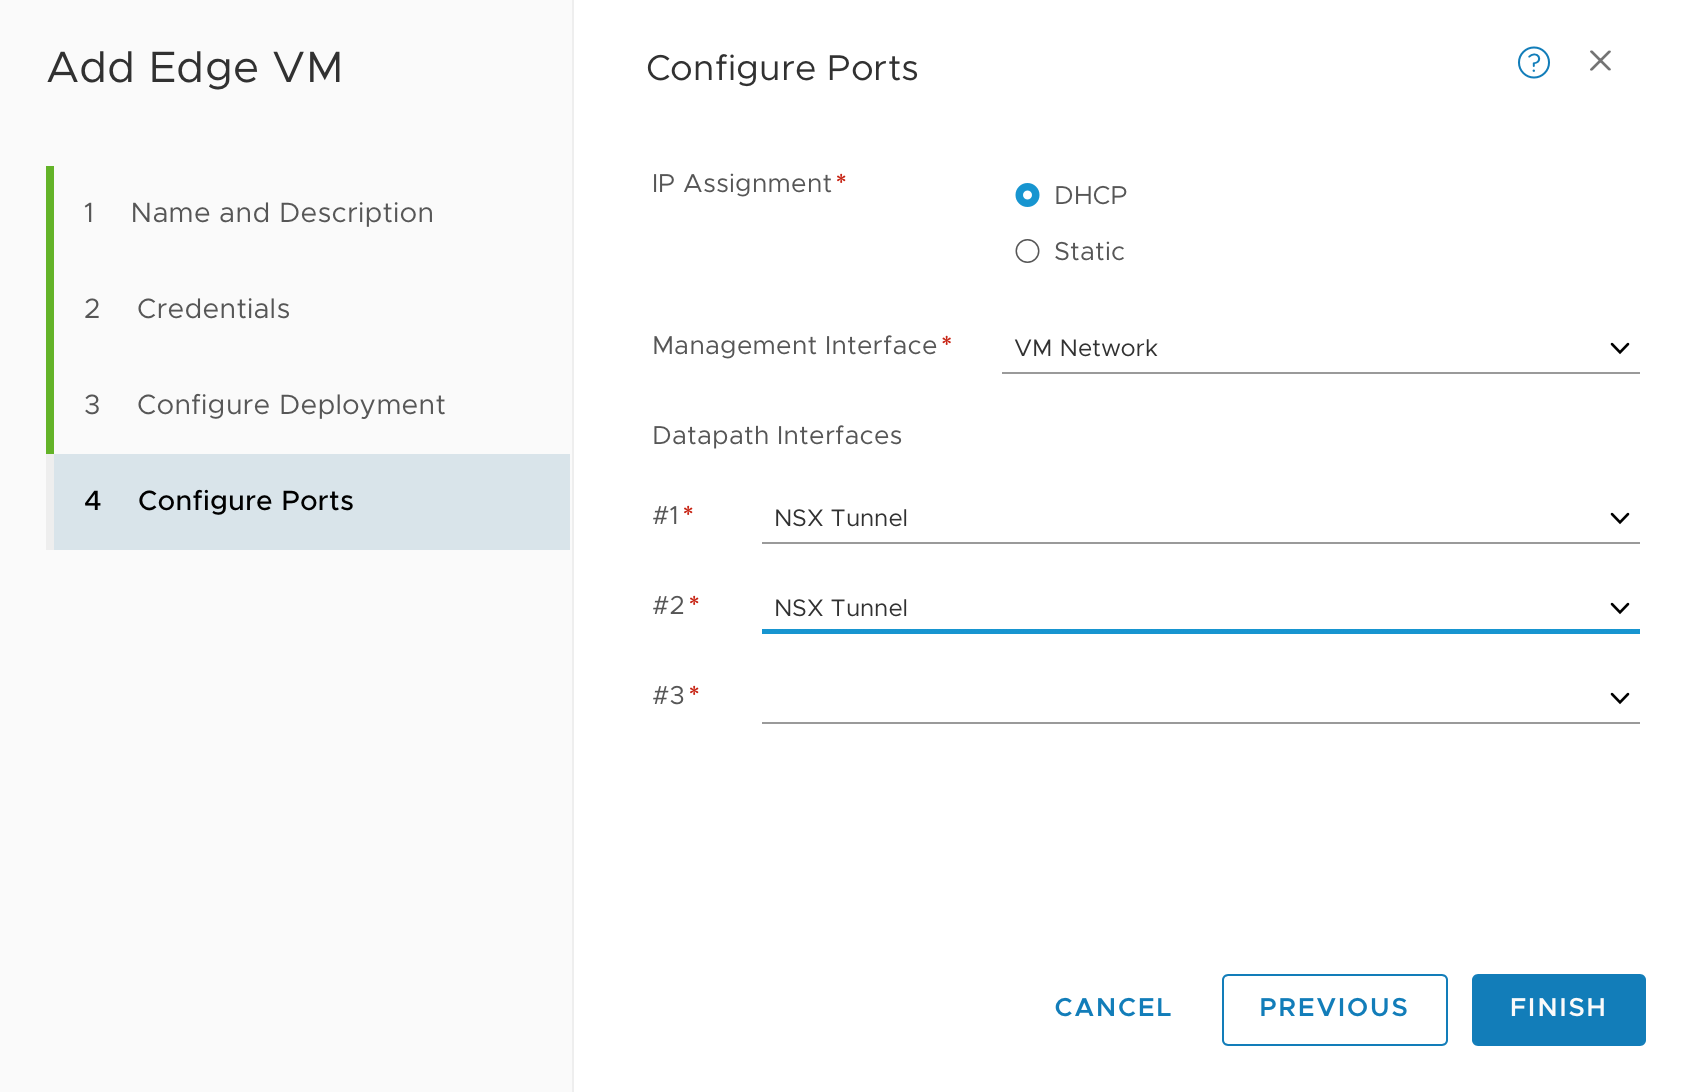 Add Edge VM
1 Name and Description
2 Credentials
3 Configure Deployment
4 Configure Ports
Configure Ports
?
IP Assignment*
DHCP
Static
Management Interface* VM Network
Datapath Interfaces
#1* NSX Tunnel
#2* NSX Tunnel
#3*
CANCEL PREVIOUS FINISH